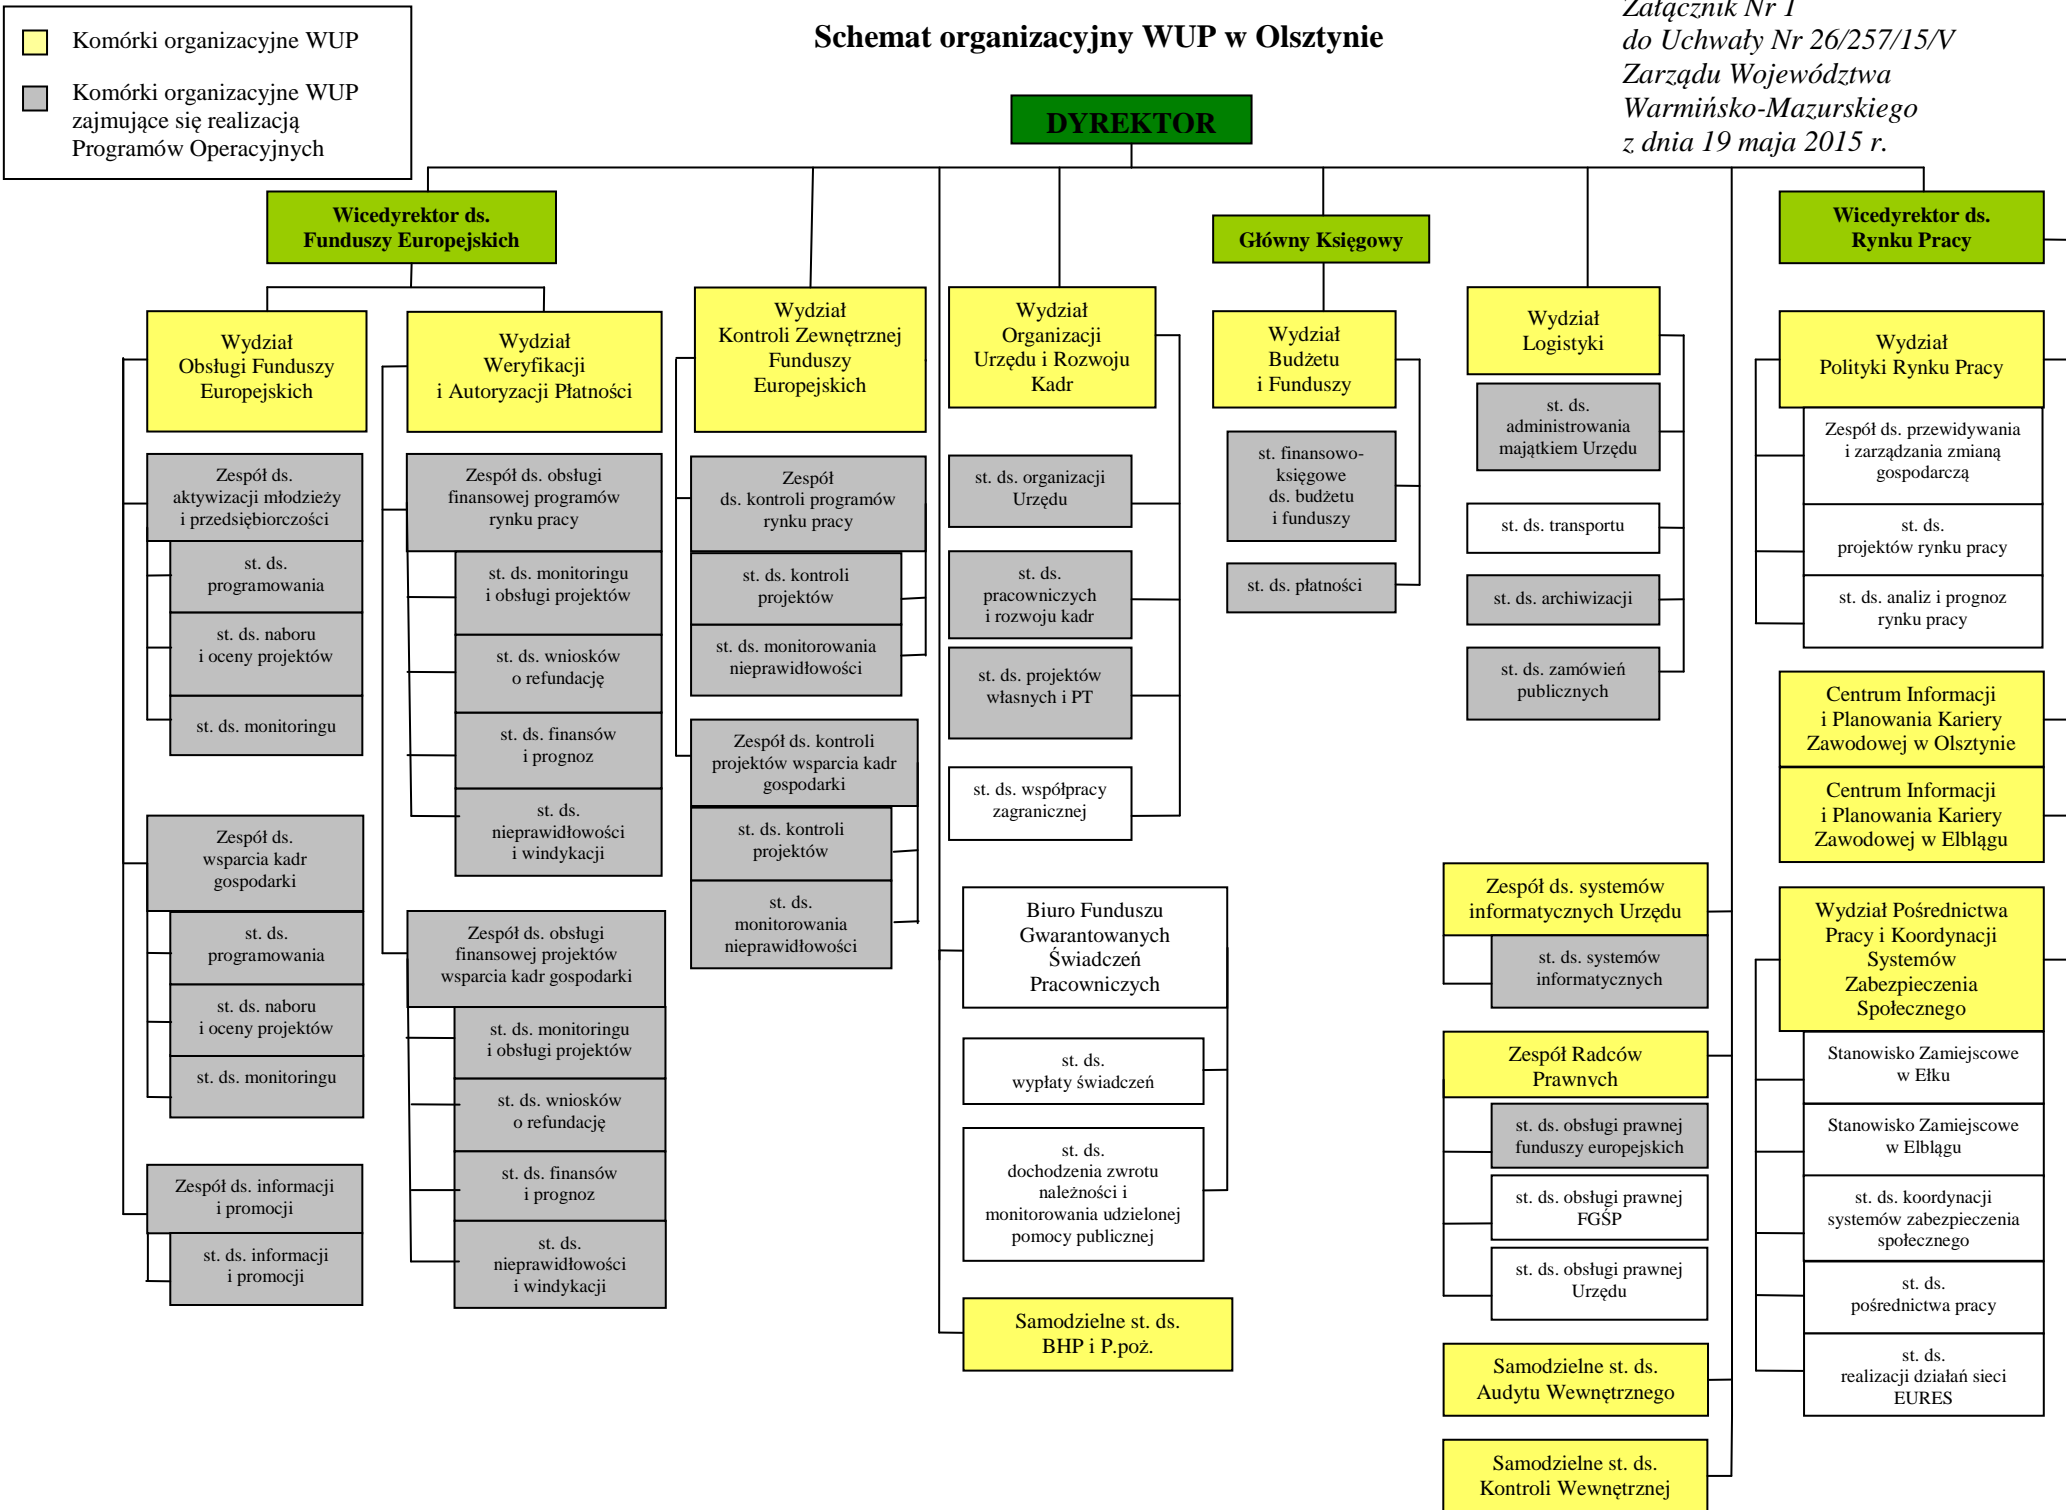 Komórki organizacyjne WUP
Komórki organizacyjne WUP
zajmujące się realizacją
Programów Operacyjnych
Schemat organizacyjny WUP w Olsztynie
Załącznik Nr 1
do Uchwały Nr 26/257/15/V
Zarządu Województwa
Warmińsko-Mazurskiego
z dnia 19 maja 2015 r.
DYREKTOR
Wicedyrektor ds.
Funduszy Europejskich
Główny Księgowy
Wicedyrektor ds.
Rynku Pracy
Wydział
Obsługi Funduszy
Europejskich
Zespół ds.
aktywizacji młodzieży
i przedsiębiorczości
st. ds.
programowania
st. ds. naboru
i oceny projektów
st. ds. monitoringu
Zespół ds.
wsparcia kadr
gospodarki
st. ds.
programowania
st. ds. naboru
i oceny projektów
st. ds. monitoringu
Zespół ds. informacji
i promocji
st. ds. informacji
i promocji
Wydział
Weryfikacji
i Autoryzacji Płatności
Zespół ds. obsługi
finansowej programów
rynku pracy
st. ds. monitoringu
i obsługi projektów
st. ds. wniosków
o refundację
st. ds. finansów
i prognoz
st. ds.
nieprawidłowości
i windykacji
Zespół ds. obsługi
finansowej projektów
wsparcia kadr gospodarki
st. ds. monitoringu
i obsługi projektów
st. ds. wniosków
o refundację
st. ds. finansów
i prognoz
st. ds.
nieprawidłowości
i windykacji
Wydział
Kontroli Zewnętrznej
Funduszy
Europejskich
Zespół
ds. kontroli programów
rynku pracy
st. ds. kontroli
projektów
st. ds. monitorowania
nieprawidłowości
Zespół ds. kontroli
projektów wsparcia kadr
gospodarki
st. ds. kontroli
projektów
st. ds.
monitorowania
nieprawidłowości
Wydział
Organizacji
Urzędu i Rozwoju
Kadr
st. ds. organizacji
Urzędu
st. ds.
pracowniczych
i rozwoju kadr
st. ds. projektów
własnych i PT
st. ds. współpracy
zagranicznej
Biuro Funduszu
Gwarantowanych
Świadczeń
Pracowniczych
st. ds.
wypłaty świadczeń
st. ds.
dochodzenia zwrotu
należności i
monitorowania udzielonej
pomocy publicznej
Samodzielne st. ds.
BHP i P.poż.
Wydział
Budżetu
i Funduszy
st. finansowo-
księgowe
ds. budżetu
i funduszy
st. ds. płatności
Wydział
Logistyki
st. ds.
administrowania
majątkiem Urzędu
st. ds. transportu
st. ds. archiwizacji
st. ds. zamówień
publicznych
Zespół ds. systemów
informatycznych Urzędu
st. ds. systemów
informatycznych
Zespół Radców
Prawnych
st. ds. obsługi prawnej
funduszy europejskich
st. ds. obsługi prawnej
FGŚP
st. ds. obsługi prawnej
Urzędu
Samodzielne st. ds.
Audytu Wewnętrznego
Samodzielne st. ds.
Kontroli Wewnętrznej
Wydział
Polityki Rynku Pracy
Zespół ds. przewidywania
i zarządzania zmianą
gospodarczą
st. ds.
projektów rynku pracy
st. ds. analiz i prognoz
rynku pracy
Centrum Informacji
i Planowania Kariery
Zawodowej w Olsztynie
Centrum Informacji
i Planowania Kariery
Zawodowej w Elblągu
Wydział Pośrednictwa
Pracy i Koordynacji
Systemów
Zabezpieczenia
Społecznego
Stanowisko Zamiejscowe
w Ełku
Stanowisko Zamiejscowe
w Elblągu
st. ds. koordynacji
systemów zabezpieczenia
społecznego
st. ds.
pośrednictwa pracy
st. ds.
realizacji działań sieci
EURES